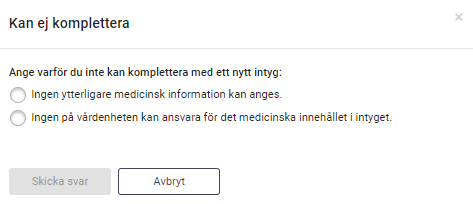 Kan ej komplettera
×
Ange varför du inte kan komplettera med ett nytt intyg:
Ingen ytterligare medicinsk information kan anges.
Ingen på vårdenheten kan ansvara för det medicinska innehållet i intyget.
Skicka svar
Avbryt